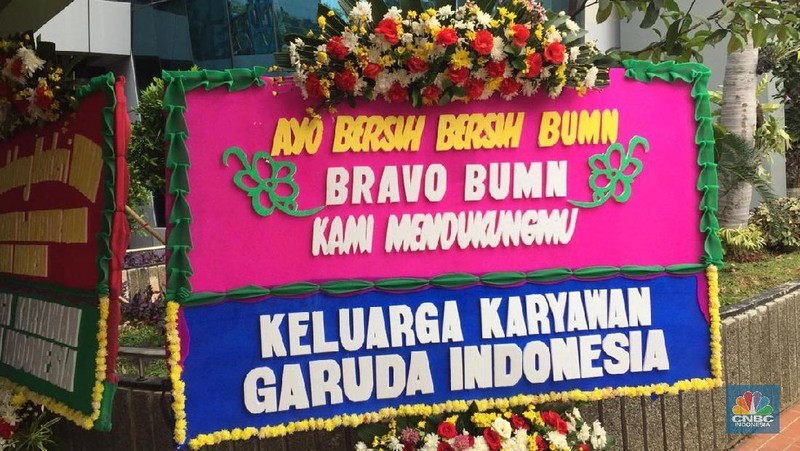 AYO BERSIH BERSIH BUMN
BRAVO BUMN
KAMI MENDUKUNGMU
KELUARGA KARYAWAN
GARUDA INDONESIA
CNBC
INDONESIA